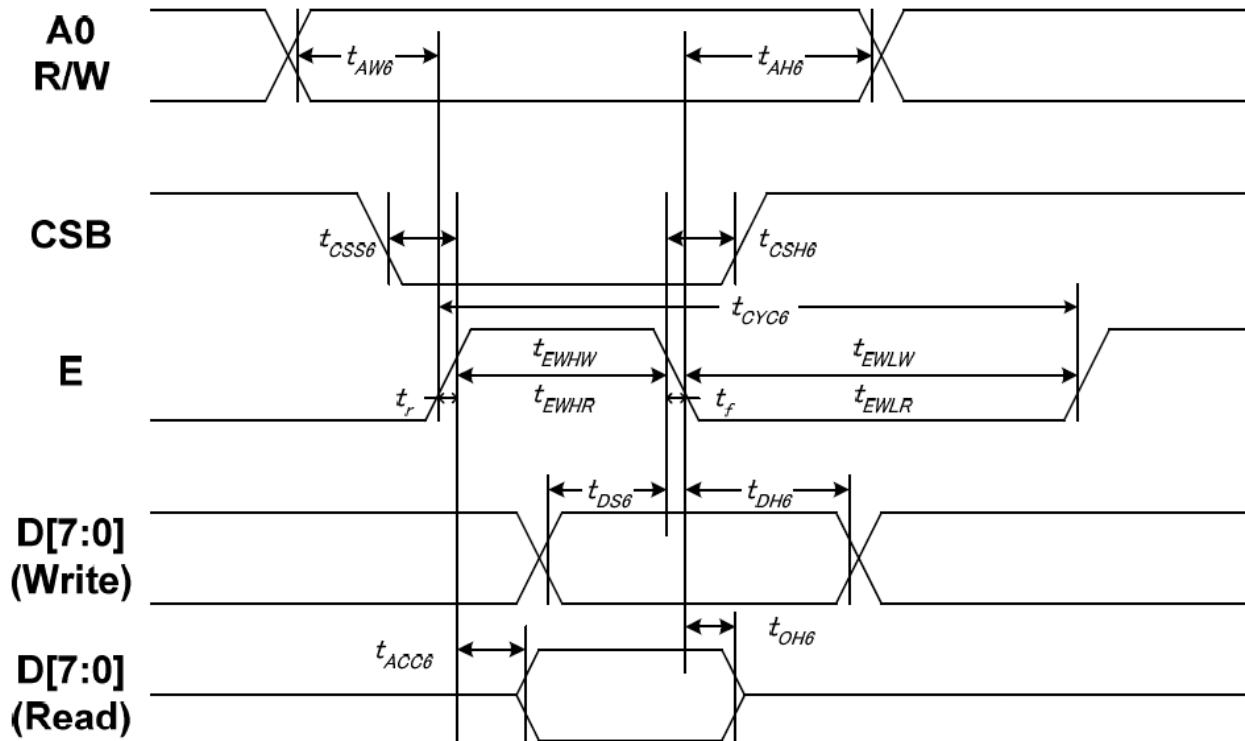 A0
R/W
tAW6
tAH6
CSB
tCSS6
tCSH6
tCYC6
E
tEWHW
tEWLW
tr
tEWHR
tf
tEWLR
D[7:0]
(Write)
tDS6
tDH6
D[7:0]
(Read)
tACC6
tOH6